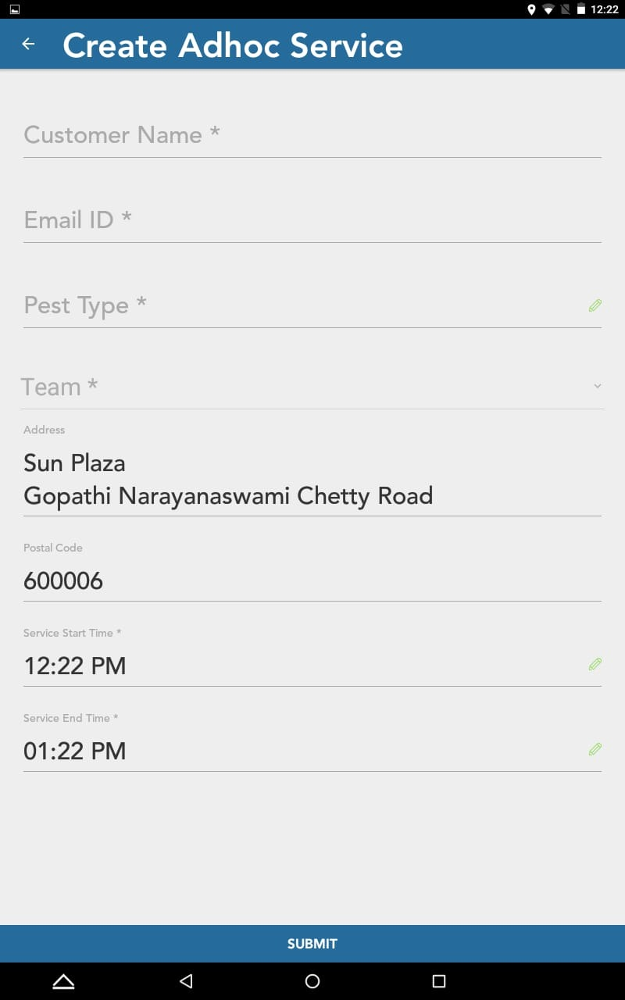 12:22
Create Adhoc Service
Customer Name *
Email ID *
Pest Type *
Team *
Address
Sun Plaza
Gopathi Narayanaswami Chetty Road
Postal Code
600006
Service Start Time *
12:22 PM
Service End Time *
01:22 PM
SUBMIT